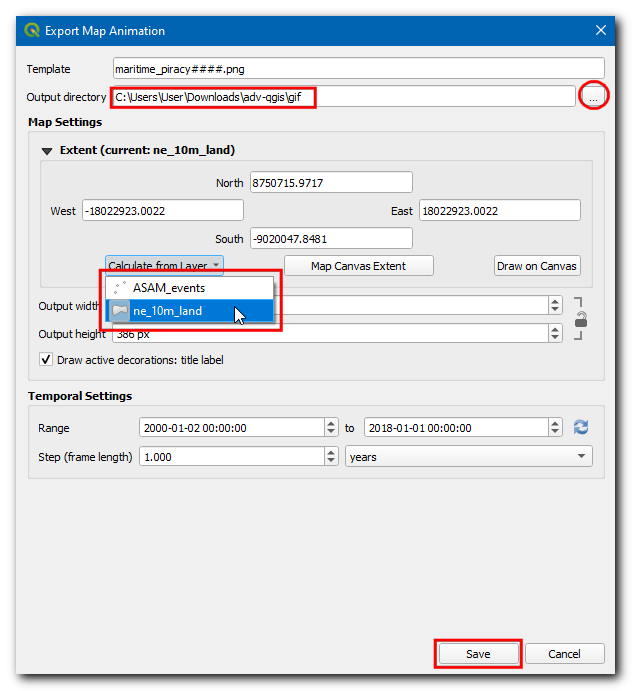 Export Map Animation
Template maritime_piracy####.png
Output directory C:\Users\User\Downloads\adv-qgis\gif ...
Map Settings
Extent (current: ne_10m_land)
North 8750715.9717
West -18022923.0022 East 18022923.0022
South -9020047.8481
Calculate from Layer Map Canvas Extent Draw on Canvas
ASAM_events
Output width
ne_10m_land
Output height 386 px
Draw active decorations: title label
Temporal Settings
Range 2000-01-02 00:00:00 to 2018-01-01 00:00:00
Step (frame length) 1.000 years
Save Cancel